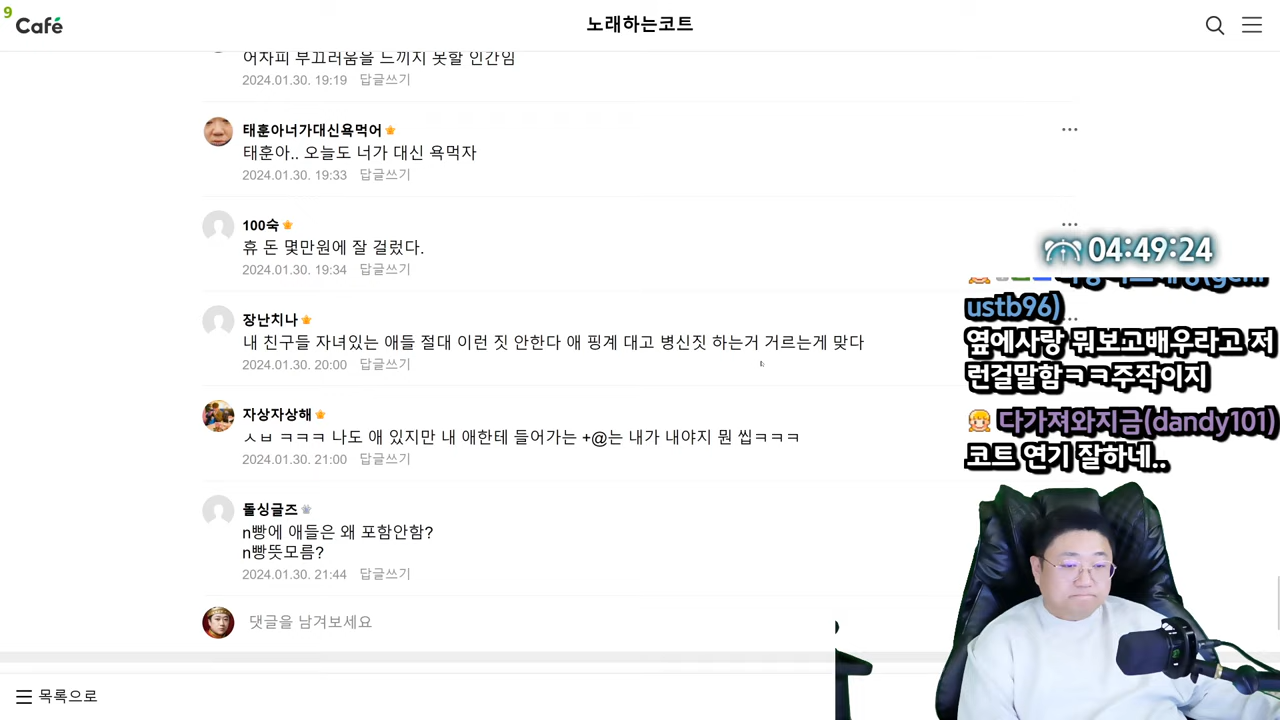 9
Café
노래하는코트
어차피 부끄러움을 느끼지 못할 인간임
2024.01.30. 19:19 답글쓰기
태훈아너가대신욕먹어
태훈아.. 오늘도 너가 대신 욕먹자
2024.01.30. 19:33 답글쓰기
100숙
휴 돈 몇만원에 잘 걸렀다.
2024.01.30. 19:34 답글쓰기
04:49:24
ustb96)
장난치나
내 친구들 자녀있는 애들 절대 이런 짓 안한다 애 핑계 대고 병신짓 하는거 거르는게 맞다
2024.01.30. 20:00 답글쓰기
옆에사랑 뭐보고배우라고 저
런걸말함ㅋㅋ주작이지
자상자상해
ㅅㅂ ㅋㅋㅋ 나도 애 있지만 내 애한테 들어가는 +@는 내가 내야지 뭔 씹ㅋㅋㅋ
2024.01.30. 21:00 답글쓰기
다가져와지금(dandy101)
코트 연기 잘하네..
돌싱글즈
n빵에 애들은 왜 포함안함?
n빵뜻모름?
2024.01.30. 21:44 답글쓰기
댓글을 남겨보세요
목록으로